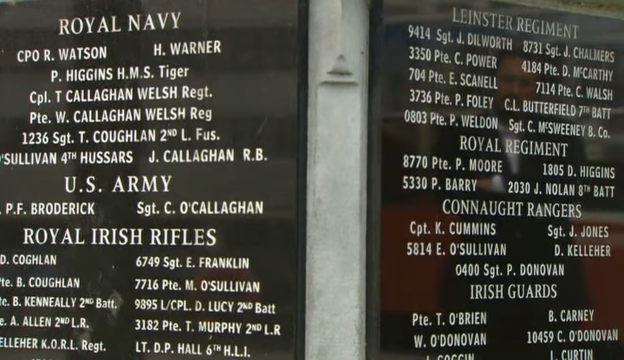 ROYAL NAVY
CPO R. WATSON H. WARNER
P. HIGGINS H.M.S. Tiger
Cpl. T CALLAGHAN WELSH Regt.
Pte. W. CALLAGHAN WELSH Reg
1236 Sgt. T. COUGHLAN 2ND L. Fus.
O'SULLIVAN 4TH HUSSARS J. CALLAGHAN R.B.
U.S. ARMY
P.F. BRODERICK Sgt. C. O'CALLAGHAN
ROYAL IRISH RIFLES
D. COGHLAN 6749 Sgt. E. FRANKLIN
Pte. B. COUGHLAN 7716 Pte. M. O'SULLIVAN
te. B. KENNEALLY 2ND Batt. 9895 L/CPL. D. LUCY 2ND Batt
e. A. ALLEN 2ND L.R. 3182 Pte. T. MURPHY 2ND L.R
ELLEHER K.O.R.L. Regt. LT. D.P. HALL 6TH H.L.I.
LEINSTER REGIMENT
9414 Sgt. J. DILWORTH 8731 Sgt. J. CHALMERS
3350 Pte. C. POWER 4184 Pte. D. McCARTHY
704 Pte. E. SCANELL 7114 Pte. C. WALSH
3736 Pte. P. FOLEY C.L. BUTTERFIELD 7TH BATT
0803 Pte. P. WELDON Sgt. C. McSWEENEY B. Co.
ROYAL REGIMENT
8770 Pte. P. MOORE 1805 D. HIGGINS
5330 P. BARRY 2030 J. NOLAN 8TH BATT
CONNAUGHT RANGERS
Cpt. K. CUMMINS Sgt. J. JONES
5814 E. O'SULLIVAN D. KELLEHER
0400 Sgt. P. DONOVAN
IRISH GUARDS
Pte. T. O'BRIEN B. CARNEY
W. O'DONOVAN 10459 C. O'DONOVAN
J. COGGIN L. CURTIN